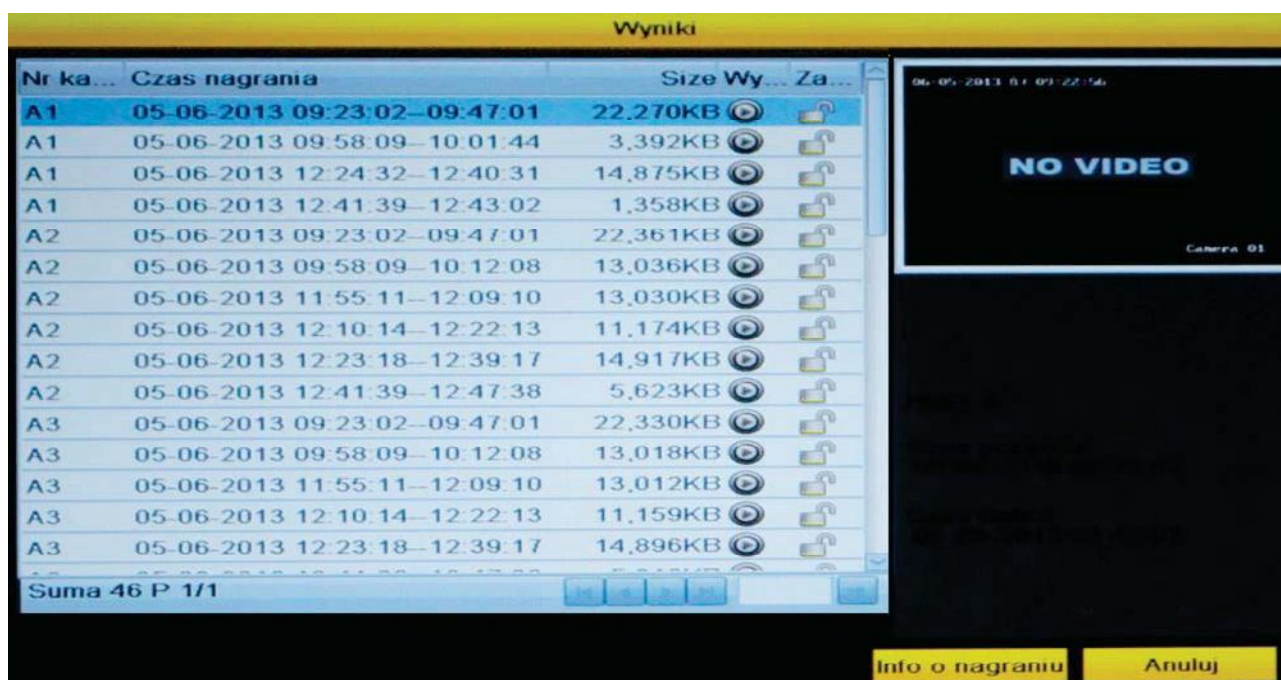 Wyniki
Nr ka... Czas nagrania Size Wy... Za...
A1 05-06-2013 09:23:02--09:47:01 22,270KB
A1 05-06-2013 09:58:09--10:01:44 3,392KB
A1 05-06-2013 12:24:32--12:40:31 14,875KB
A1 05-06-2013 12:41:39--12:43:02 1,358KB
A2 05-06-2013 09:23:02--09:47:01 22,361KB
A2 05-06-2013 09:58:09--10:12:08 13,036KB
A2 05-06-2013 11:55:11--12:09:10 13,030KB
A2 05-06-2013 12:10:14--12:22:13 11,174KB
A2 05-06-2013 12:23:18--12:39:17 14,917KB
A2 05-06-2013 12:41:39--12:47:38 5,623KB
A3 05-06-2013 09:23:02--09:47:01 22,330KB
A3 05-06-2013 09:58:09--10:12:08 13,018KB
A3 05-06-2013 11:55:11--12:09:10 13,012KB
A3 05-06-2013 12:10:14--12:22:13 11,159KB
A3 05-06-2013 12:23:18--12:39:17 14,896KB
Suma 46 P 1/1
06-05-2013 09:22:56
NO VIDEO
Camera 01
Info o nagraniu
Anuluj